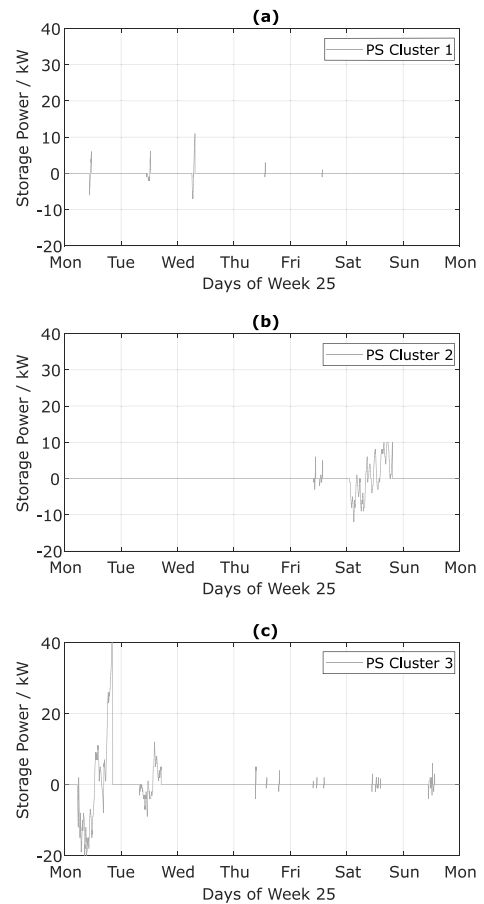 (a)
PS Cluster 1
Storage Power / kW
40
30
20
10
0
-10
-20
Mon Tue Wed Thu Fri Sat Sun Mon
Days of Week 25
(b)
PS Cluster 2
Storage Power / kW
40
30
20
10
0
-10
-20
Mon Tue Wed Thu Fri Sat Sun Mon
Days of Week 25
(c)
PS Cluster 3
Storage Power / kW
40
20
0
-20
Mon Tue Wed Thu Fri Sat Sun Mon
Days of Week 25